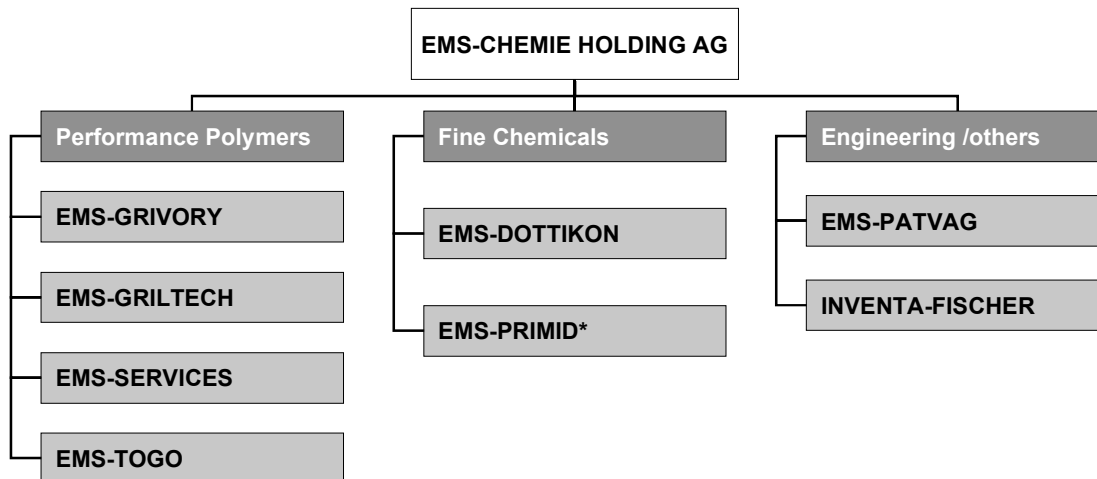 EMS-CHEMIE HOLDING AG
Performance Polymers
EMS-GRIVORY
EMS-GRILTECH
EMS-SERVICES
EMS-TOGO
Fine Chemicals
EMS-DOTTIKON
EMS-PRIMID*
Engineering /others
EMS-PATVAG
INVENTA-FISCHER